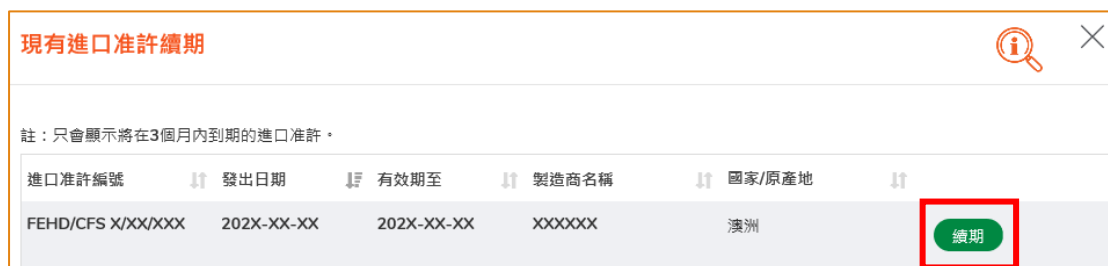 現有進口准許續期
註：只會顯示將在3個月內到期的進口准許。
進口准許編號 發出日期 有效期至 製造商名稱 國家/原產地
FEHD/CFS X/XX/XXX 202X-XX-XX 202X-XX-XX XXXXXX 澳洲 續期